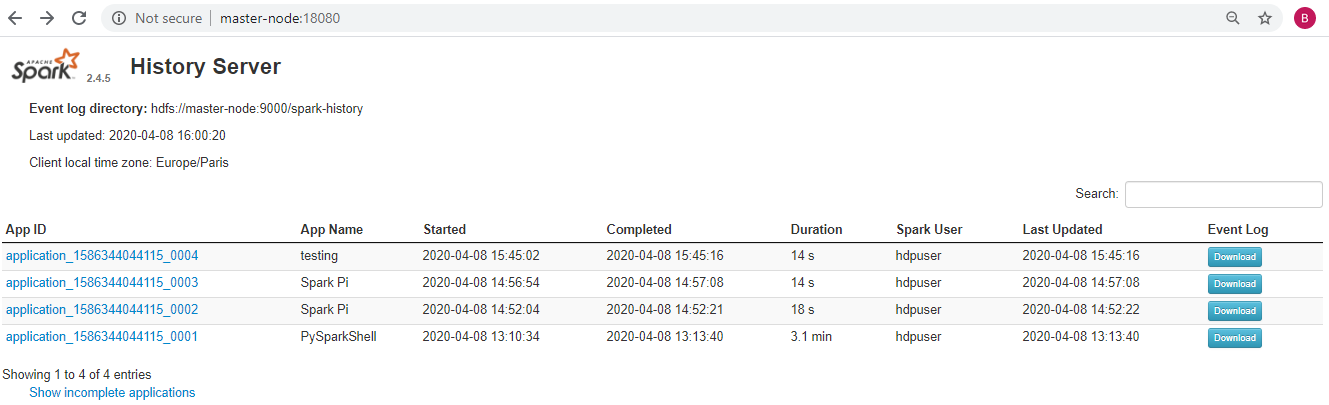 Not secure | master-node:18080
B
APACHE
Spark 2.4.5 History Server
Event log directory: hdfs://master-node:9000/spark-history
Last updated: 2020-04-08 16:00:20
Client local time zone: Europe/Paris
Search:
App ID App Name Started Completed Duration Spark User Last Updated Event Log
application_1586344044115_0004 testing 2020-04-08 15:45:02 2020-04-08 15:45:16 14 s hdpuser 2020-04-08 15:45:16 Download
application_1586344044115_0003 Spark Pi 2020-04-08 14:56:54 2020-04-08 14:57:08 14 s hdpuser 2020-04-08 14:57:08 Download
application_1586344044115_0002 Spark Pi 2020-04-08 14:52:04 2020-04-08 14:52:21 18 s hdpuser 2020-04-08 14:52:22 Download
application_1586344044115_0001 PySparkShell 2020-04-08 13:10:34 2020-04-08 13:13:40 3.1 min hdpuser 2020-04-08 13:13:40 Download
Showing 1 to 4 of 4 entries
Show incomplete applications